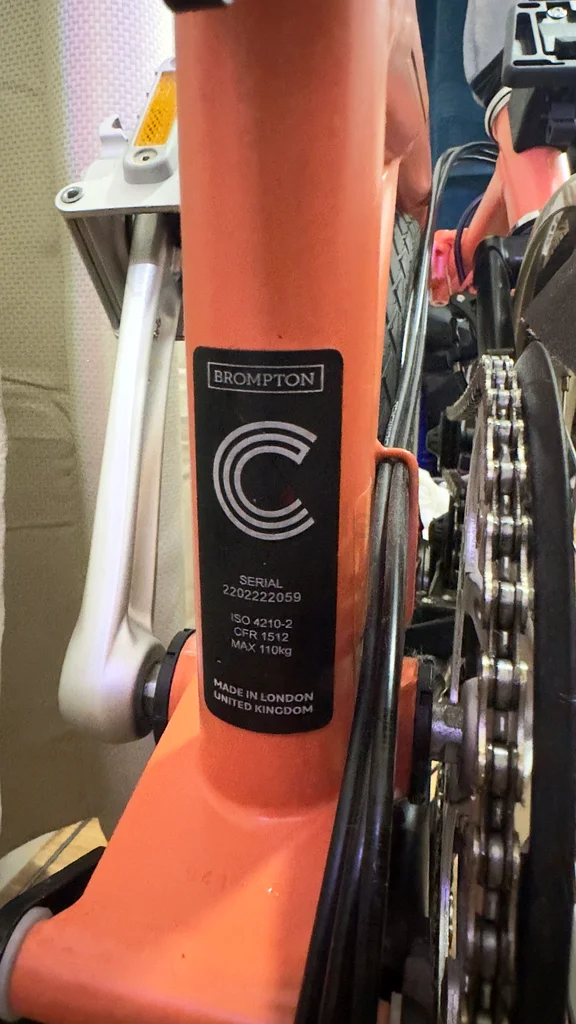 BROMPTON
C
SERIAL
2202222059
ISO 4210-2
CFR 1512
MAX 110kg
MADE IN LONDON
UNITED KINGDOM